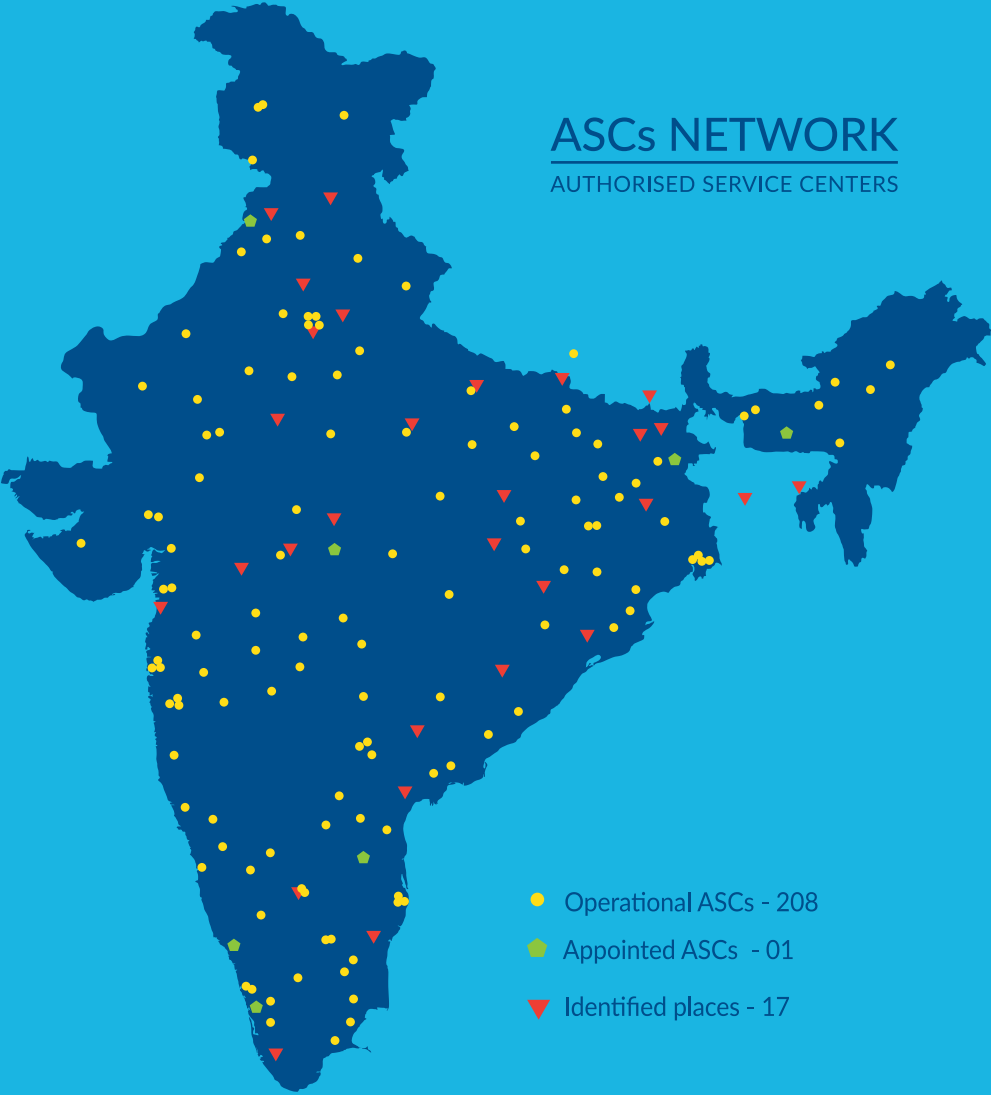 ASCs NETWORK
AUTHORISED SERVICE CENTERS
Operational ASCs - 208
Appointed ASCs - 01
Identified places - 17